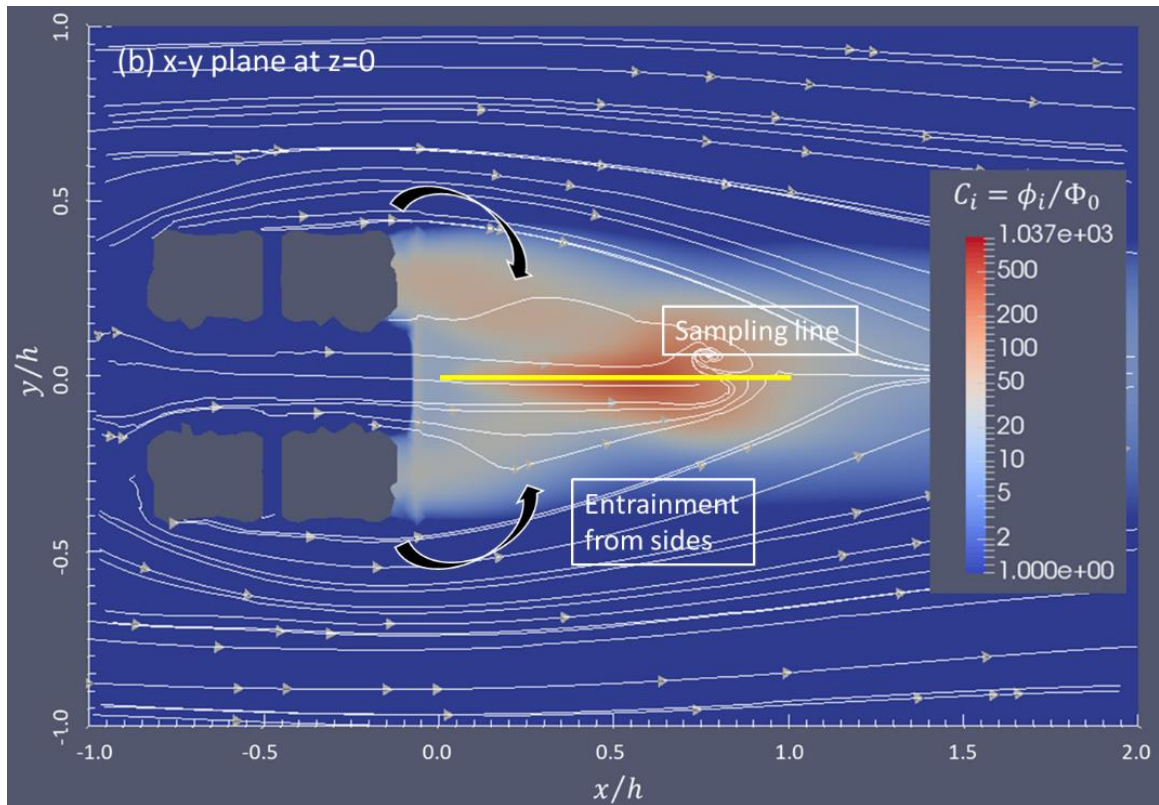 (b) x-y plane at z=0
1.0
0.5
0.0
-0.5
-1.0
y/h
C_i = ϕ_i/Φ_0
1.037e+03
500
200
100
50
20
10
5
2
1.000e+00
Sampling line
Entrainment
from sides
-1.0 -0.5 0.0 0.5 1.0 1.5 2.0
x/h